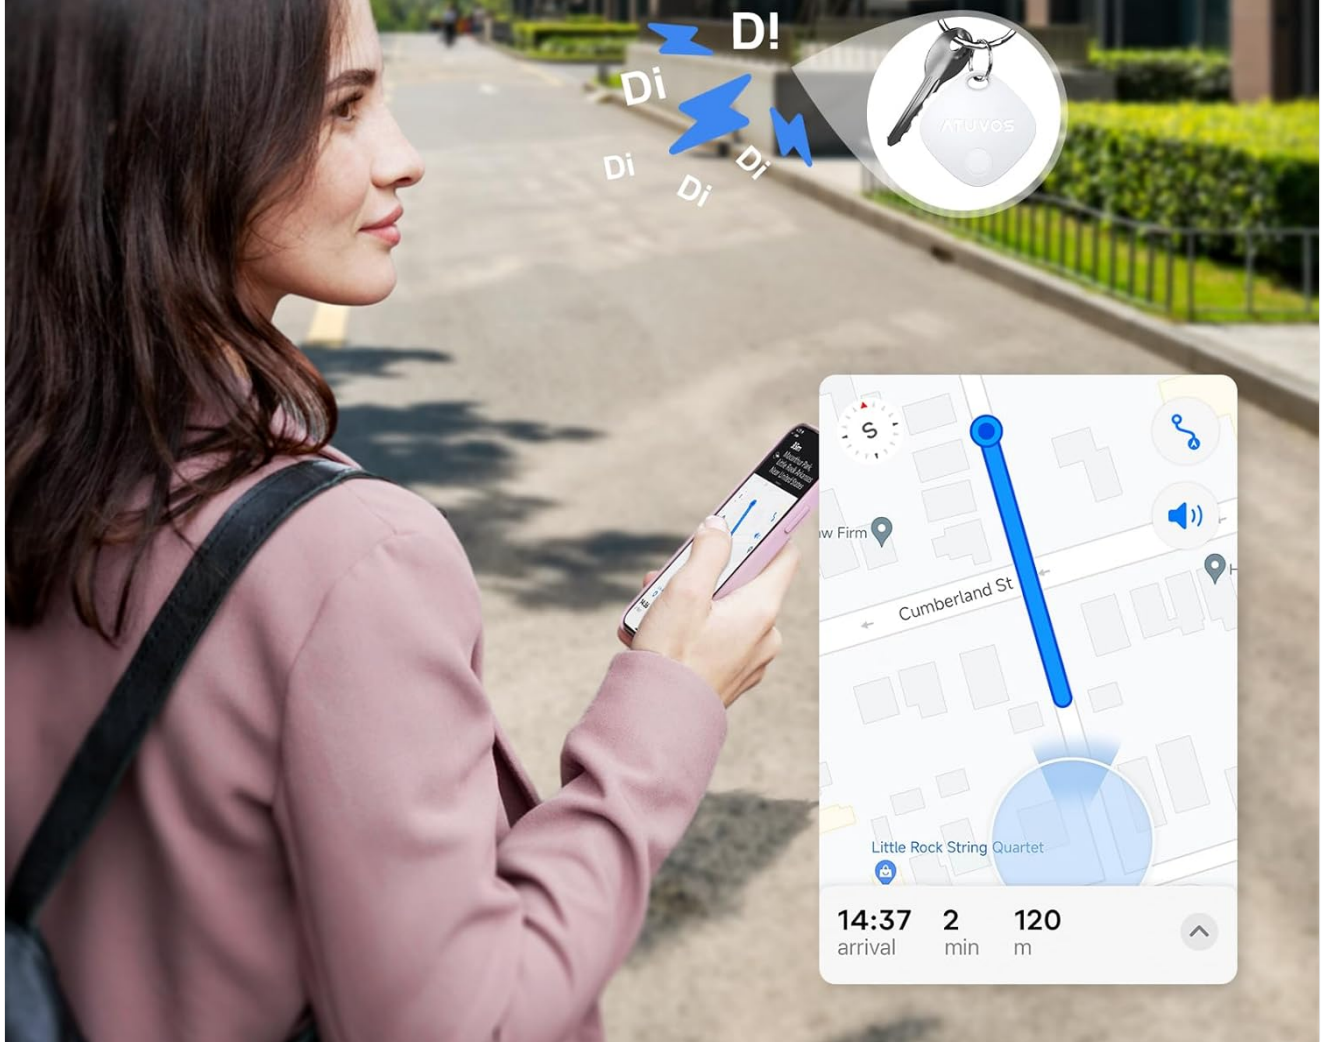 D!
Di
Di
Di
Di
ATUVOS
S
w Firm
Cumberland St
Little Rock String Quartet
14:37 2 120
arrival min m